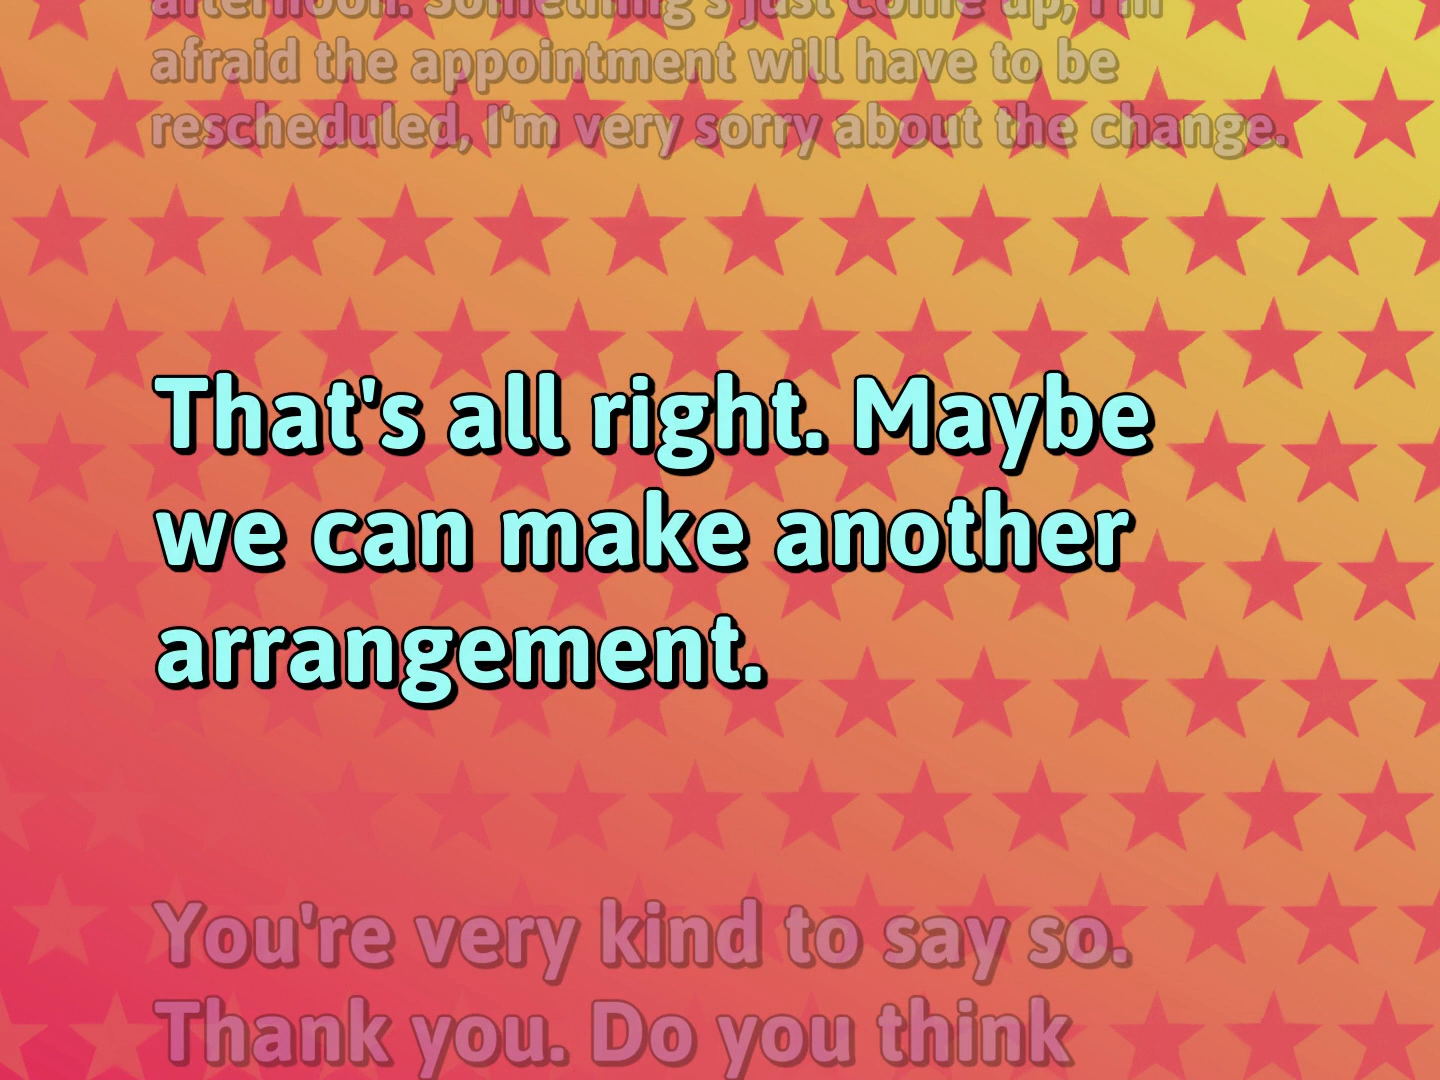 afternoon. Something's just come up, I'm
afraid the appointment will have to be
rescheduled, I'm very sorry about the change.
That's all right. Maybe
we can make another
arrangement.
You're very kind to say so.
Thank you. Do you think